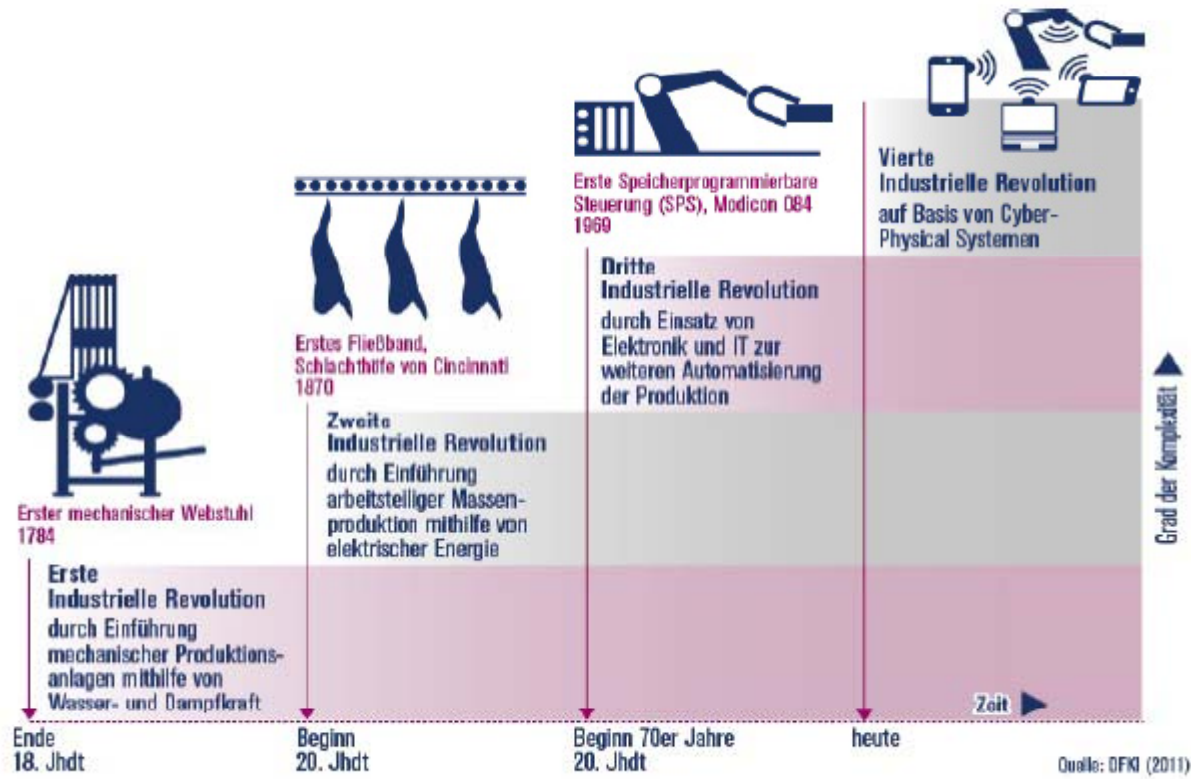 Erster mechanischer Webstuhl
1784
Erste
Industrielle Revolution
durch Einführung
mechanischer Produktions-
anlagen mithilfe von
Wasser- und Dampfkraft
Erstes Fließband,
Schlachthöfe von Cincinnati
1870
Zweite
Industrielle Revolution
durch Einführung
arbeitsteiliger Massen-
produktion mithilfe von
elektrischer Energie
Erste Speicherprogrammierbare
Steuerung (SPS), Modicon 084
1969
Dritte
Industrielle Revolution
durch Einsatz von
Elektronik und IT zur
weiteren Automatisierung
der Produktion
Vierte
Industrielle Revolution
auf Basis von Cyber-
Physical Systemen
Grad der Komplexität
Zeit
Ende
18. Jhdt
Beginn
20. Jhdt
Beginn 70er Jahre
20. Jhdt
heute
Quelle: DFKI (2011)